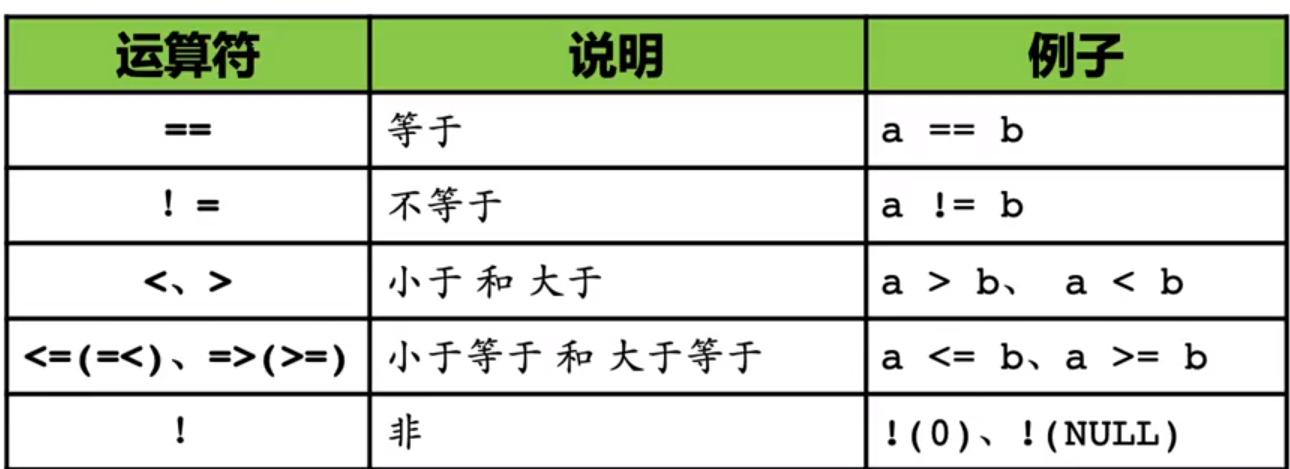 运算符 说明 例子
== 等于 a == b
! = 不等于 a != b
<、> 小于 和 大于 a > b、 a < b
<=(=<)、=>(>=) 小于等于 和 大于等于 a <= b、a >= b
! 非 !(0)、!(NULL)